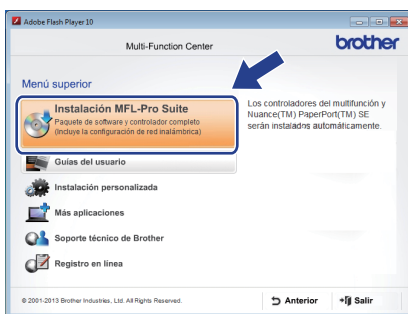 Adobe Flash Player 10
Multi-Function Center
brother
Menú superior
Instalación MFL-Pro Suite
Paquete de software y controlador completo
(Incluye la configuración de red inalámbrica)
Los controladores del multifunción y
Nuance(TM) PaperPort(TM) SE
serán instalados automáticamente.
Guías del usuario
Instalación personalizada
Más aplicaciones
Soporte técnico de Brother
Registro en línea
© 2001-2013 Brother Industries, Ltd. All Rights Reserved.
Anterior
Salir